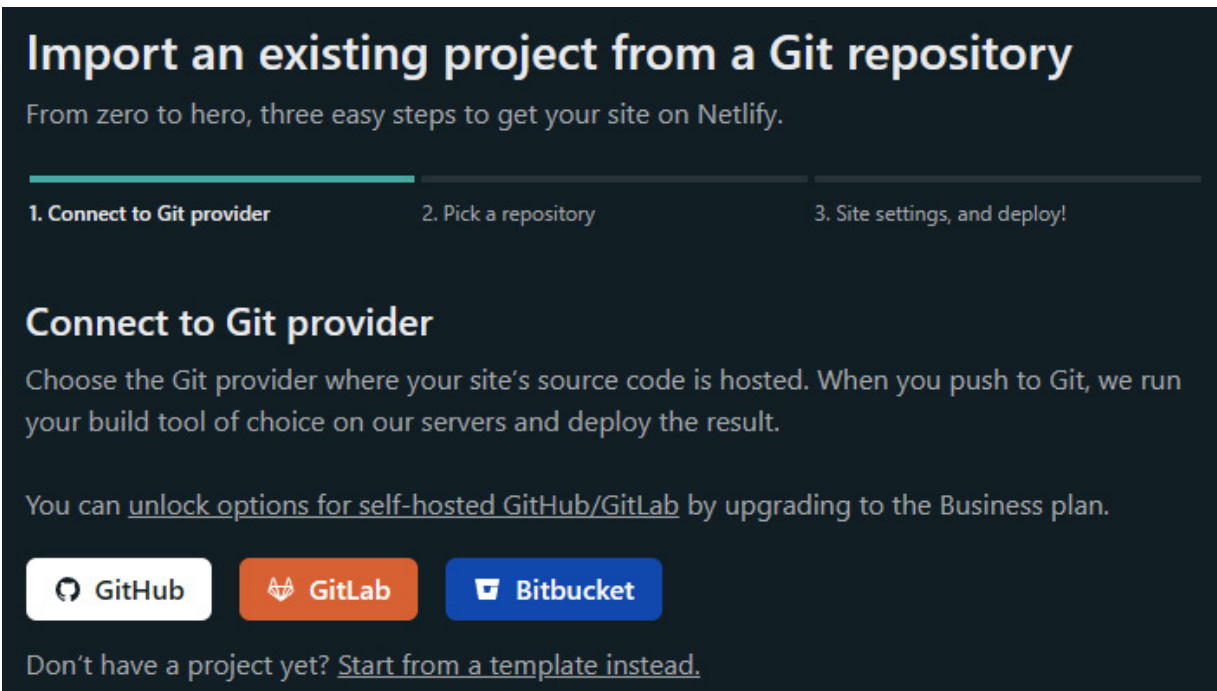 Import an existing project from a Git repository
From zero to hero, three easy steps to get your site on Netlify.
1. Connect to Git provider
2. Pick a repository
3. Site settings, and deploy!
Connect to Git provider
Choose the Git provider where your site's source code is hosted. When you push to Git, we run
your build tool of choice on our servers and deploy the result.
You can unlock options for self-hosted GitHub/GitLab by upgrading to the Business plan.
GitHub
GitLab
Bitbucket
Don't have a project yet? Start from a template instead.